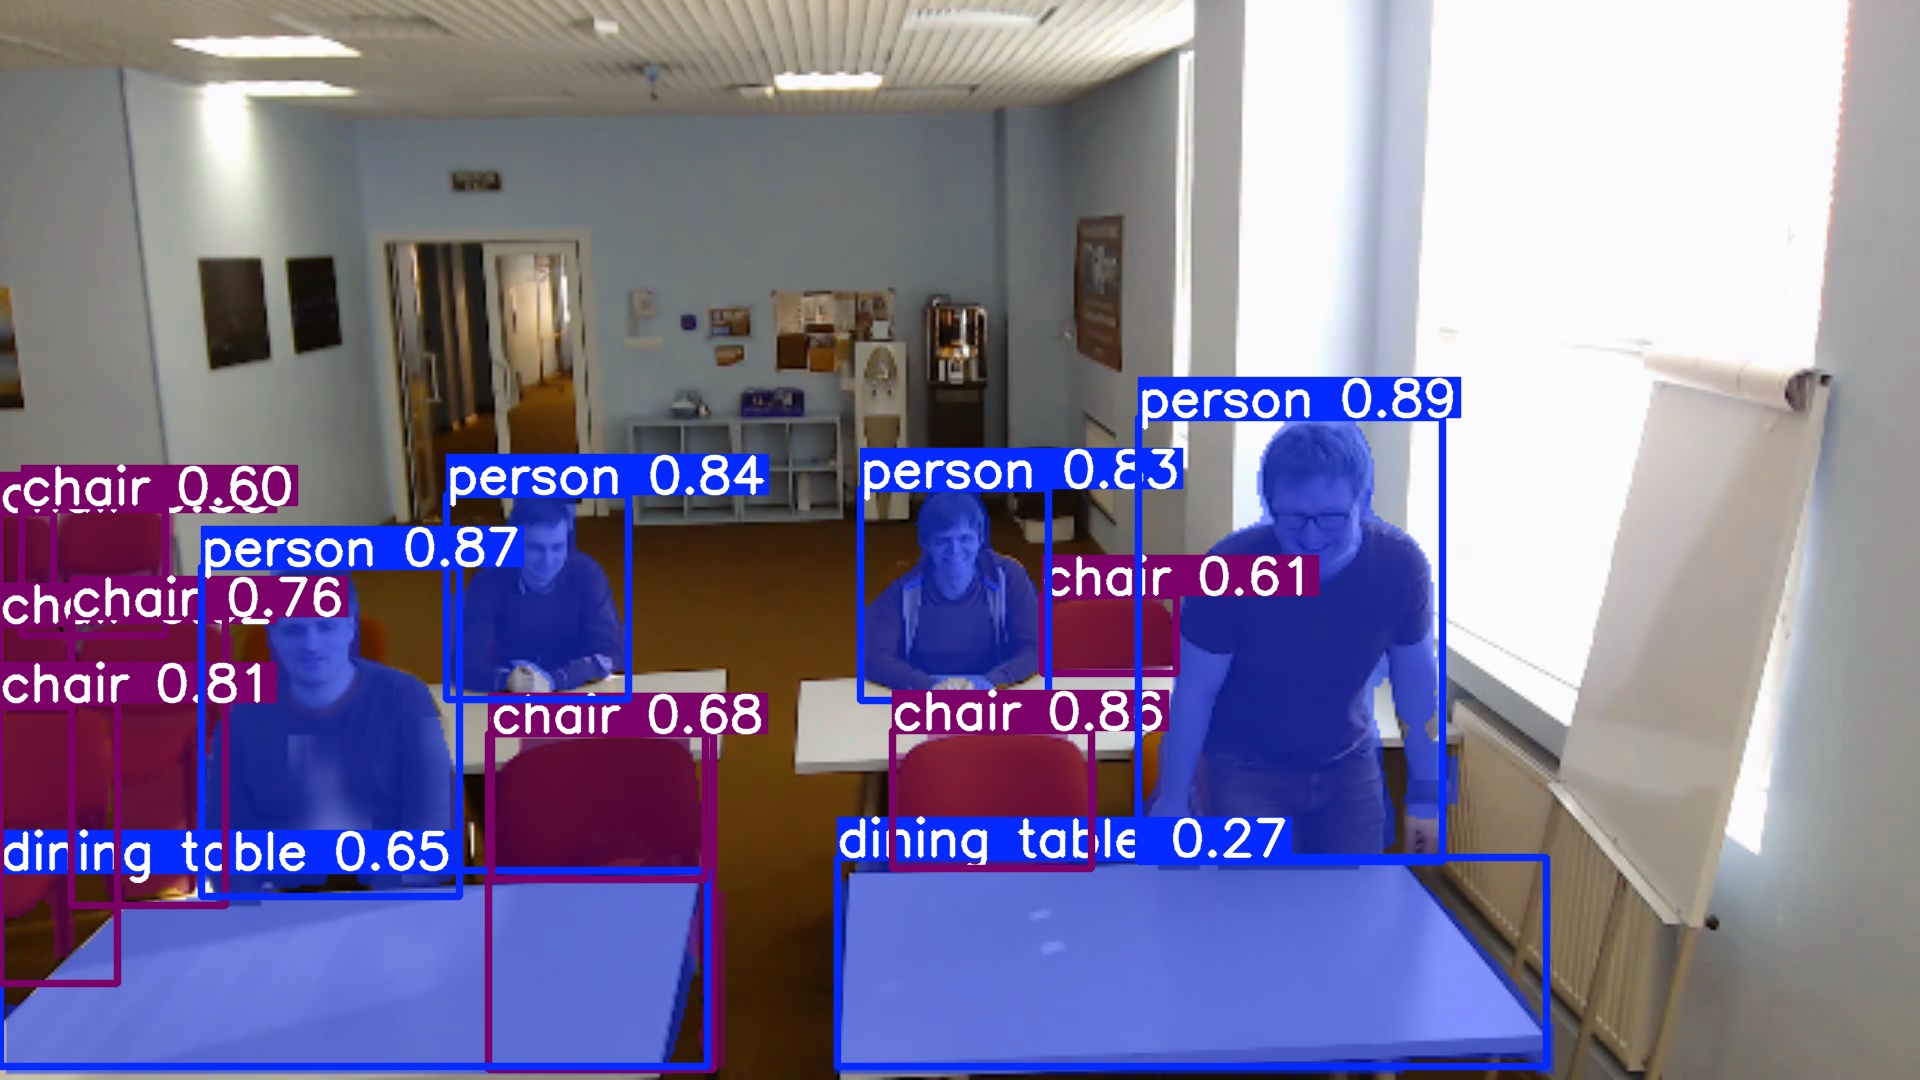 person 0.89
person 0.84
person 0.83
chair 0.60
person 0.87
chair 0.61
chair 0.76
chair 0.81
chair 0.68
chair 0.86
dining table 0.65
dining table 0.27